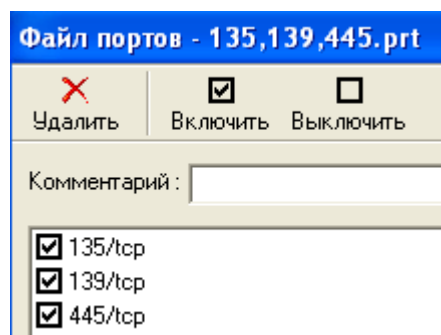 Файл портов - 135,139,445.prt
Удалить Включить Выключить
Комментарий :
135/tcp
139/tcp
445/tcp